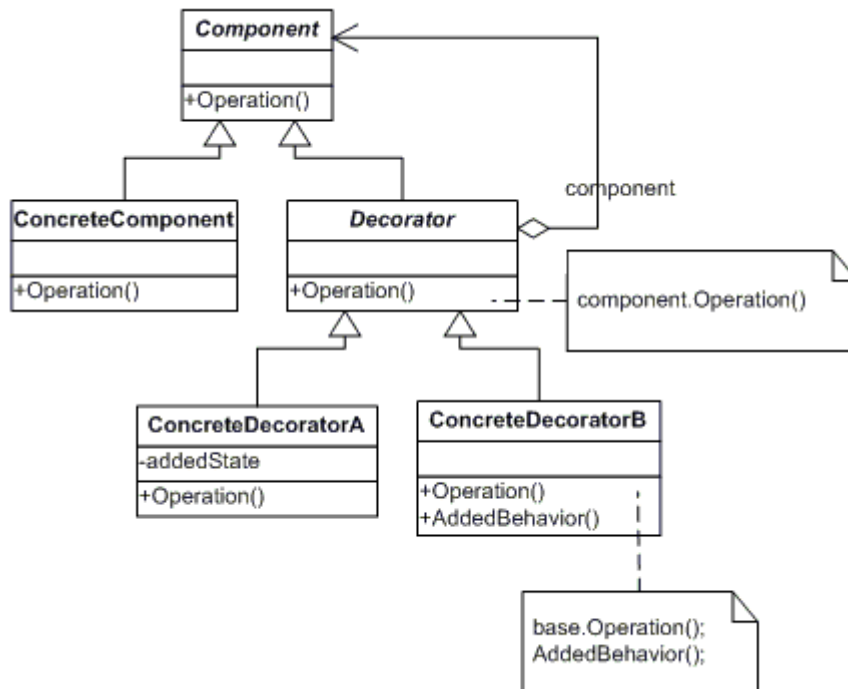 Component
+Operation()
component
ConcreteComponent
+Operation()
Decorator
+Operation()
component.Operation()
ConcreteDecoratorA
-addedState
+Operation()
ConcreteDecoratorB
+Operation()
+AddedBehavior()
base.Operation();
AddedBehavior();